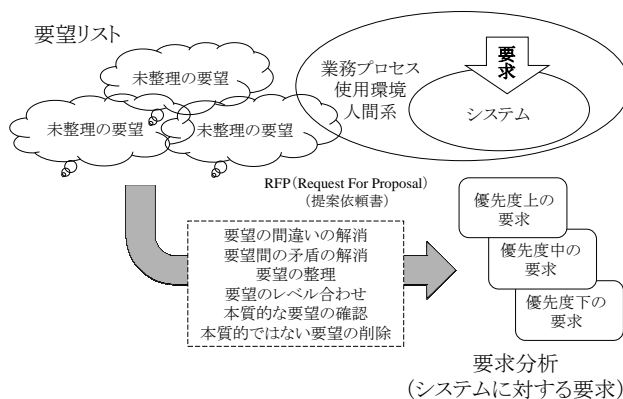 要望リスト
未整理の要望
未整理の要望
未整理の要望
業務プロセス
使用環境
人間系
要求
システム
RFP(Request For Proposal)
(提案依頼書)
要望の間違いの解消
要望間の矛盾の解消
要望の整理
要望のレベル合わせ
本質的な要望の確認
本質的ではない要望の削除
優先度上の
要求
優先度中の
要求
優先度下の
要求
要求分析
(システムに対する要求)